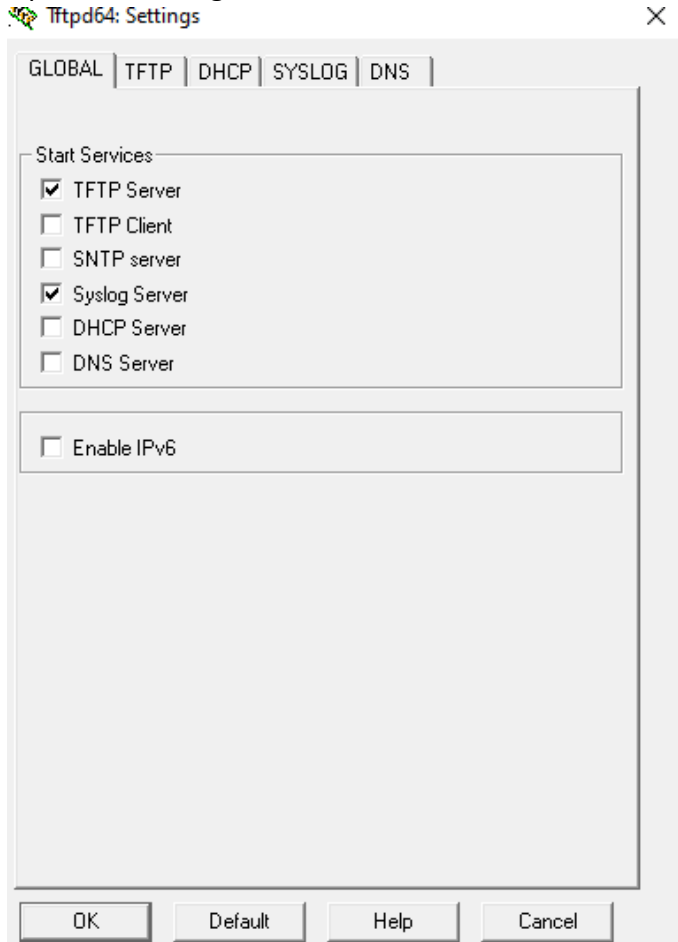 Tftpd64: Settings
GLOBAL TFTP DHCP SYSLOG DNS
Start Services
TFTP Server
TFTP Client
SNTP server
Syslog Server
DHCP Server
DNS Server
Enable IPv6
OK Default Help Cancel